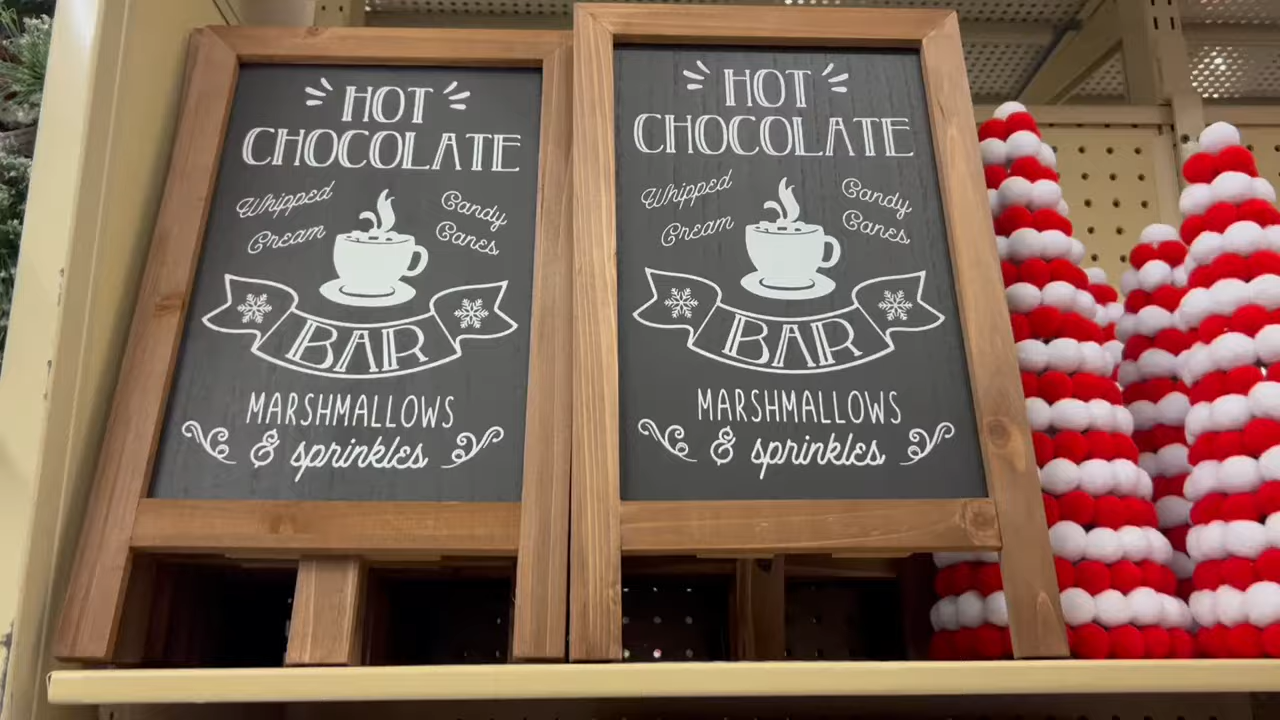 HOT
CHOCOLATE
Whipped
Cream
Candy
Canes
BAR
MARSHMALLOWS
& sprinkles
HOT
CHOCOLATE
Whipped
Cream
Candy
Canes
BAR
MARSHMALLOWS
& sprinkles